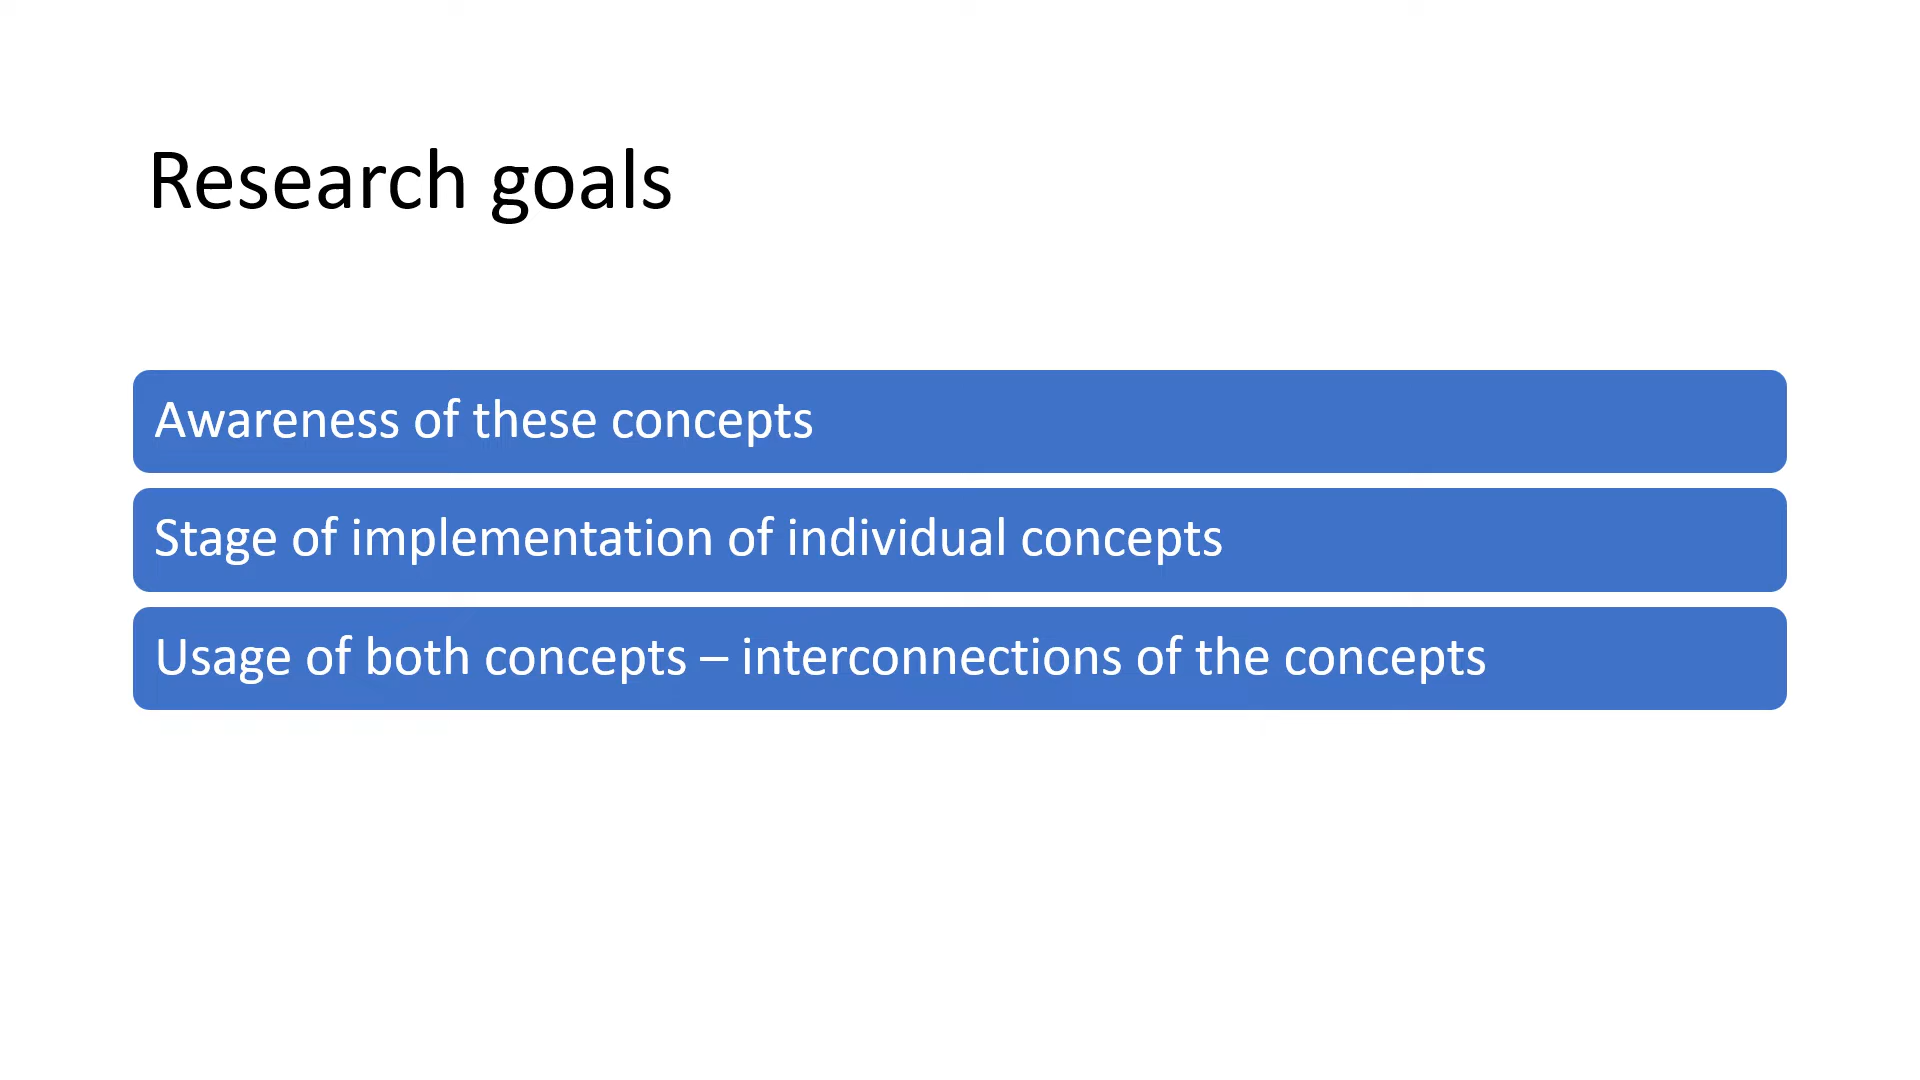 Research goals
Awareness of these concepts
Stage of implementation of individual concepts
Usage of both concepts – interconnections of the concepts